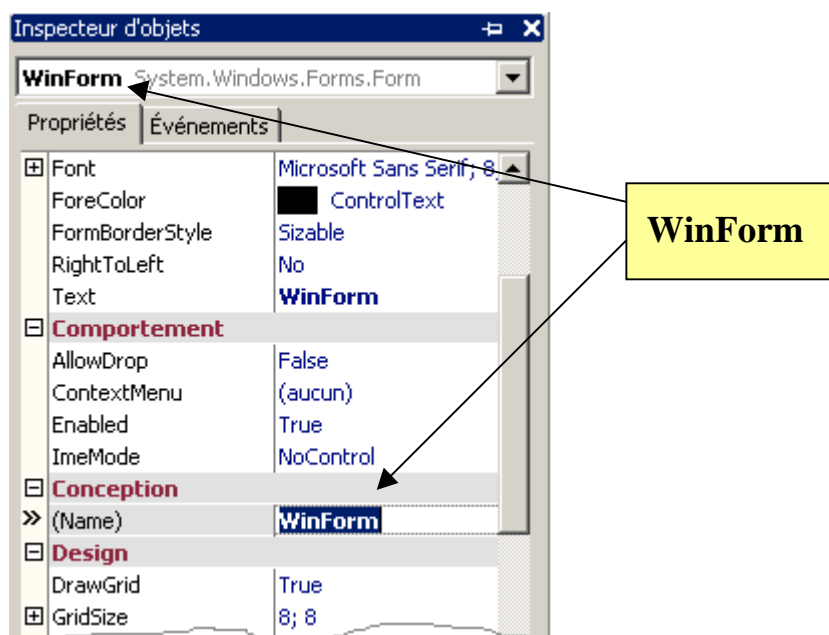 Inspecteur d'objets
WinForm System.Windows.Forms.Form
Propriétés Événements
Font Microsoft Sans Serif; 8,
ForeColor ControlText
FormBorderStyle Sizable
RightToLeft No
Text WinForm
Comportement
AllowDrop False
ContextMenu (aucun)
Enabled True
ImeMode NoControl
Conception
(Name) WinForm
Design
DrawGrid True
GridSize 8; 8
WinForm